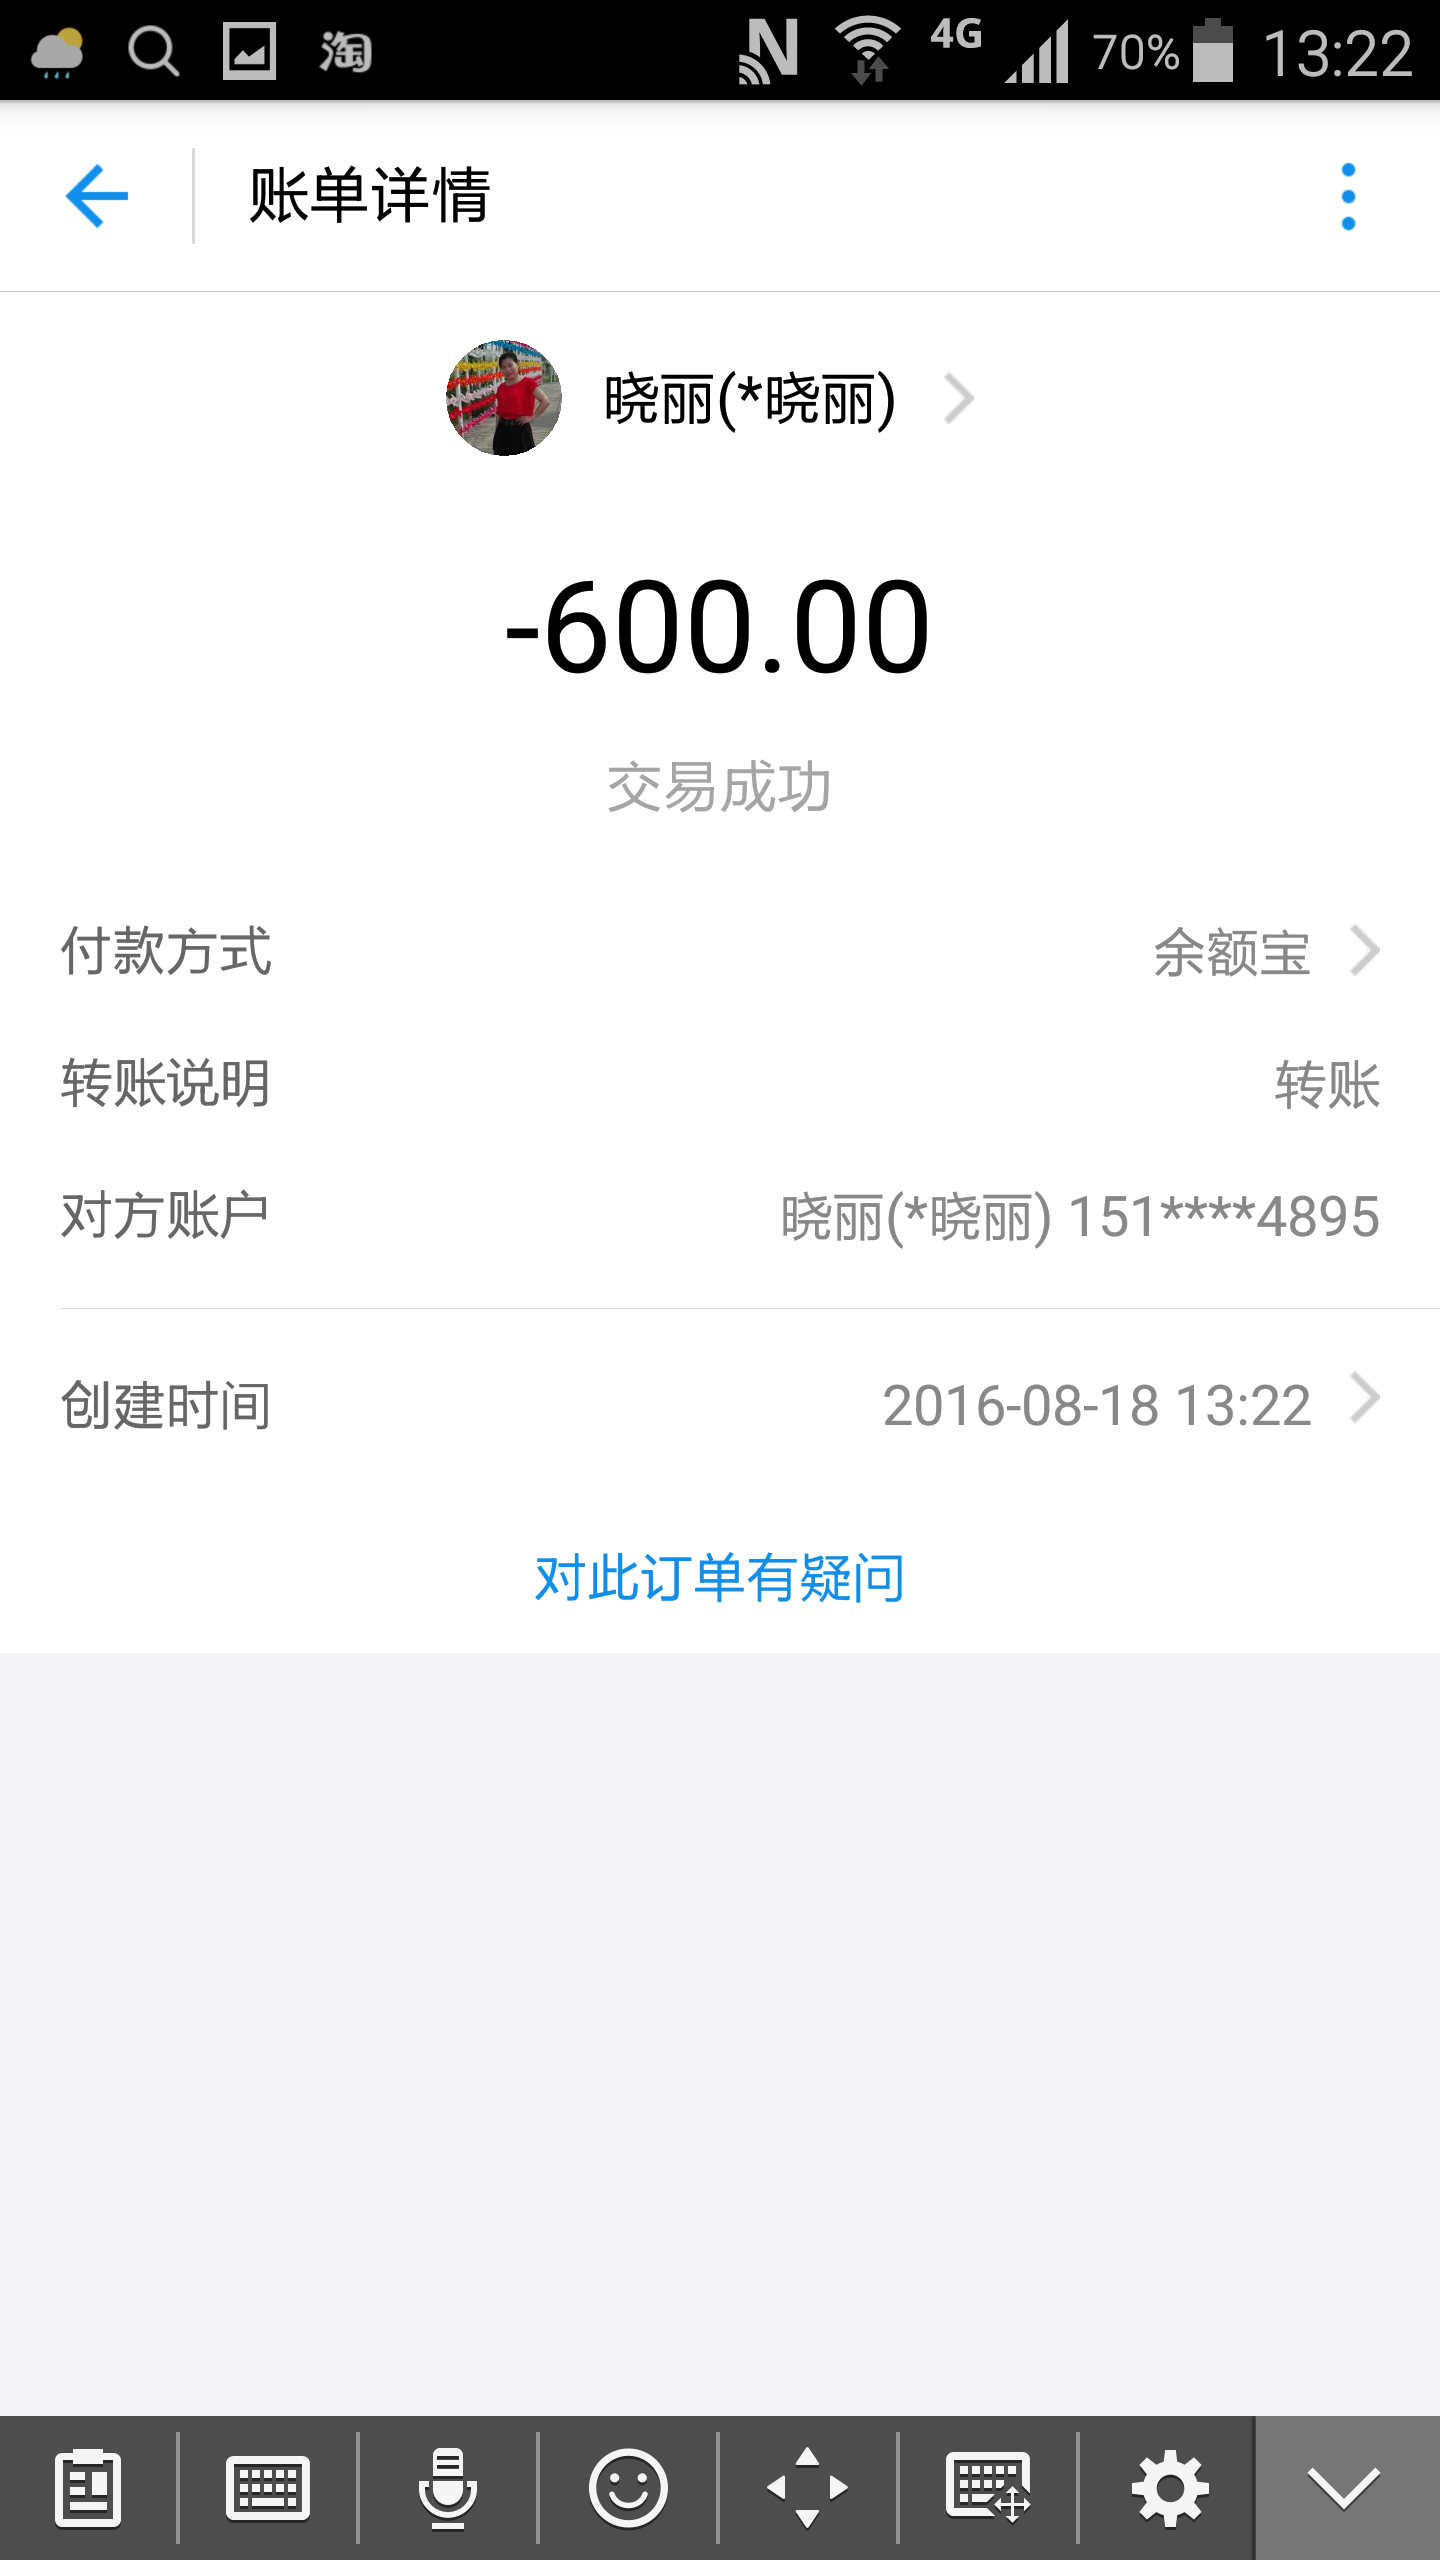 淘 N 4G 70% 13:22
账单详情
晓丽(*晓丽)
-600.00
交易成功
付款方式 余额宝
转账说明 转账
对方账户 晓丽(*晓丽) 151****4895
创建时间 2016-08-18 13:22
对此订单有疑问